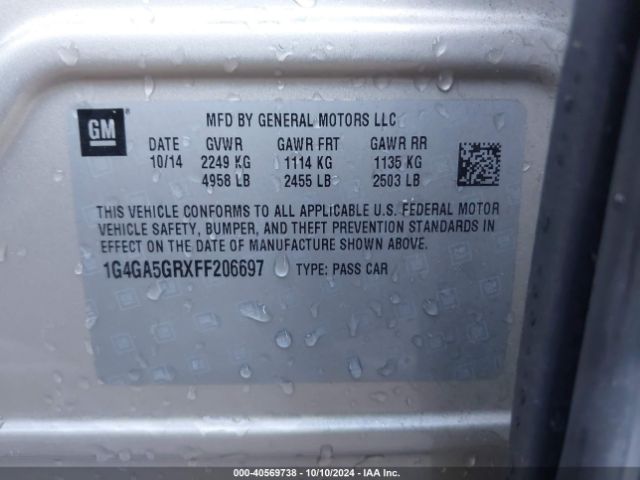 GM
MFD BY GENERAL MOTORS LLC
DATE GVWR GAWR FRT GAWR RR
10/14 2249 KG 1114 KG 1135 KG
4958 LB 2455 LB 2503 LB
THIS VEHICLE CONFORMS TO ALL APPLICABLE U.S. FEDERAL MOTOR
VEHICLE SAFETY, BUMPER, AND THEFT PREVENTION STANDARDS IN
EFFECT ON THE DATE OF MANUFACTURE SHOWN ABOVE.
1G4GA5GRXFF206697 TYPE: PASS CAR
000-40569738 - 10/10/2024 - IAA Inc.